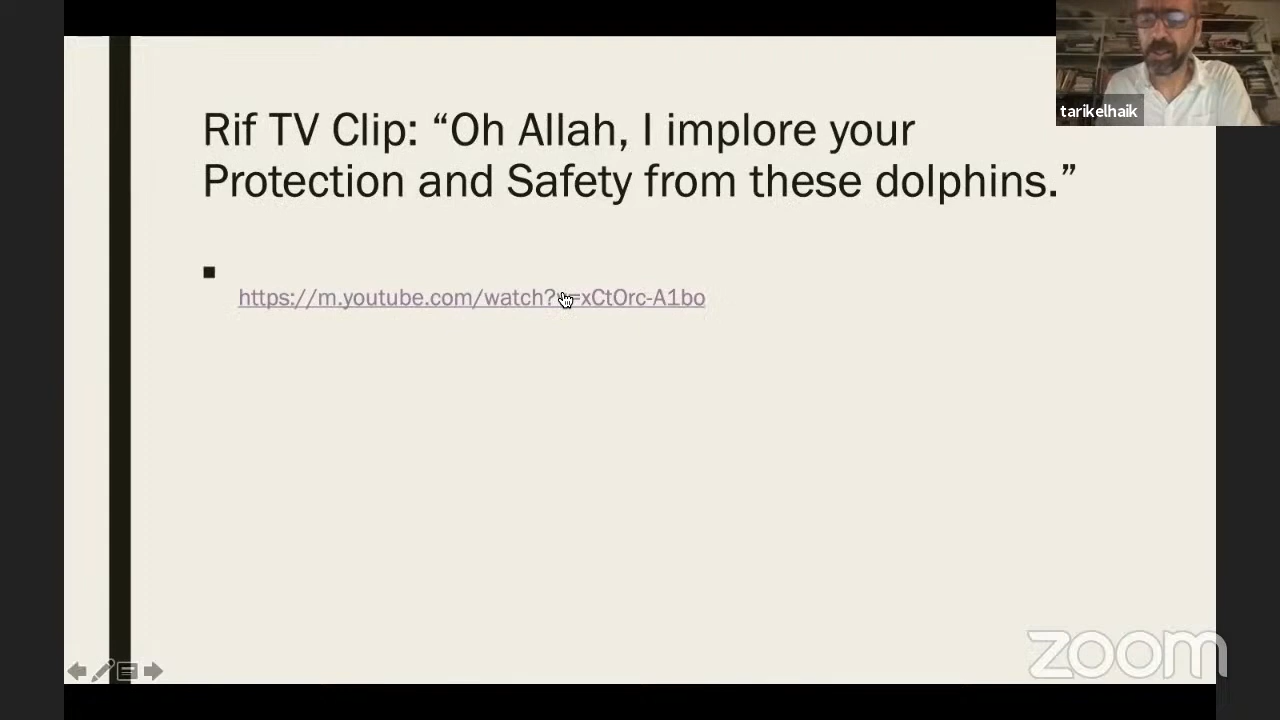 tarikelhaik
Rif TV Clip: “Oh Allah, I implore your
Protection and Safety from these dolphins.”
https://m.youtube.com/watch?v=xCtOrc-A1bo
zoom